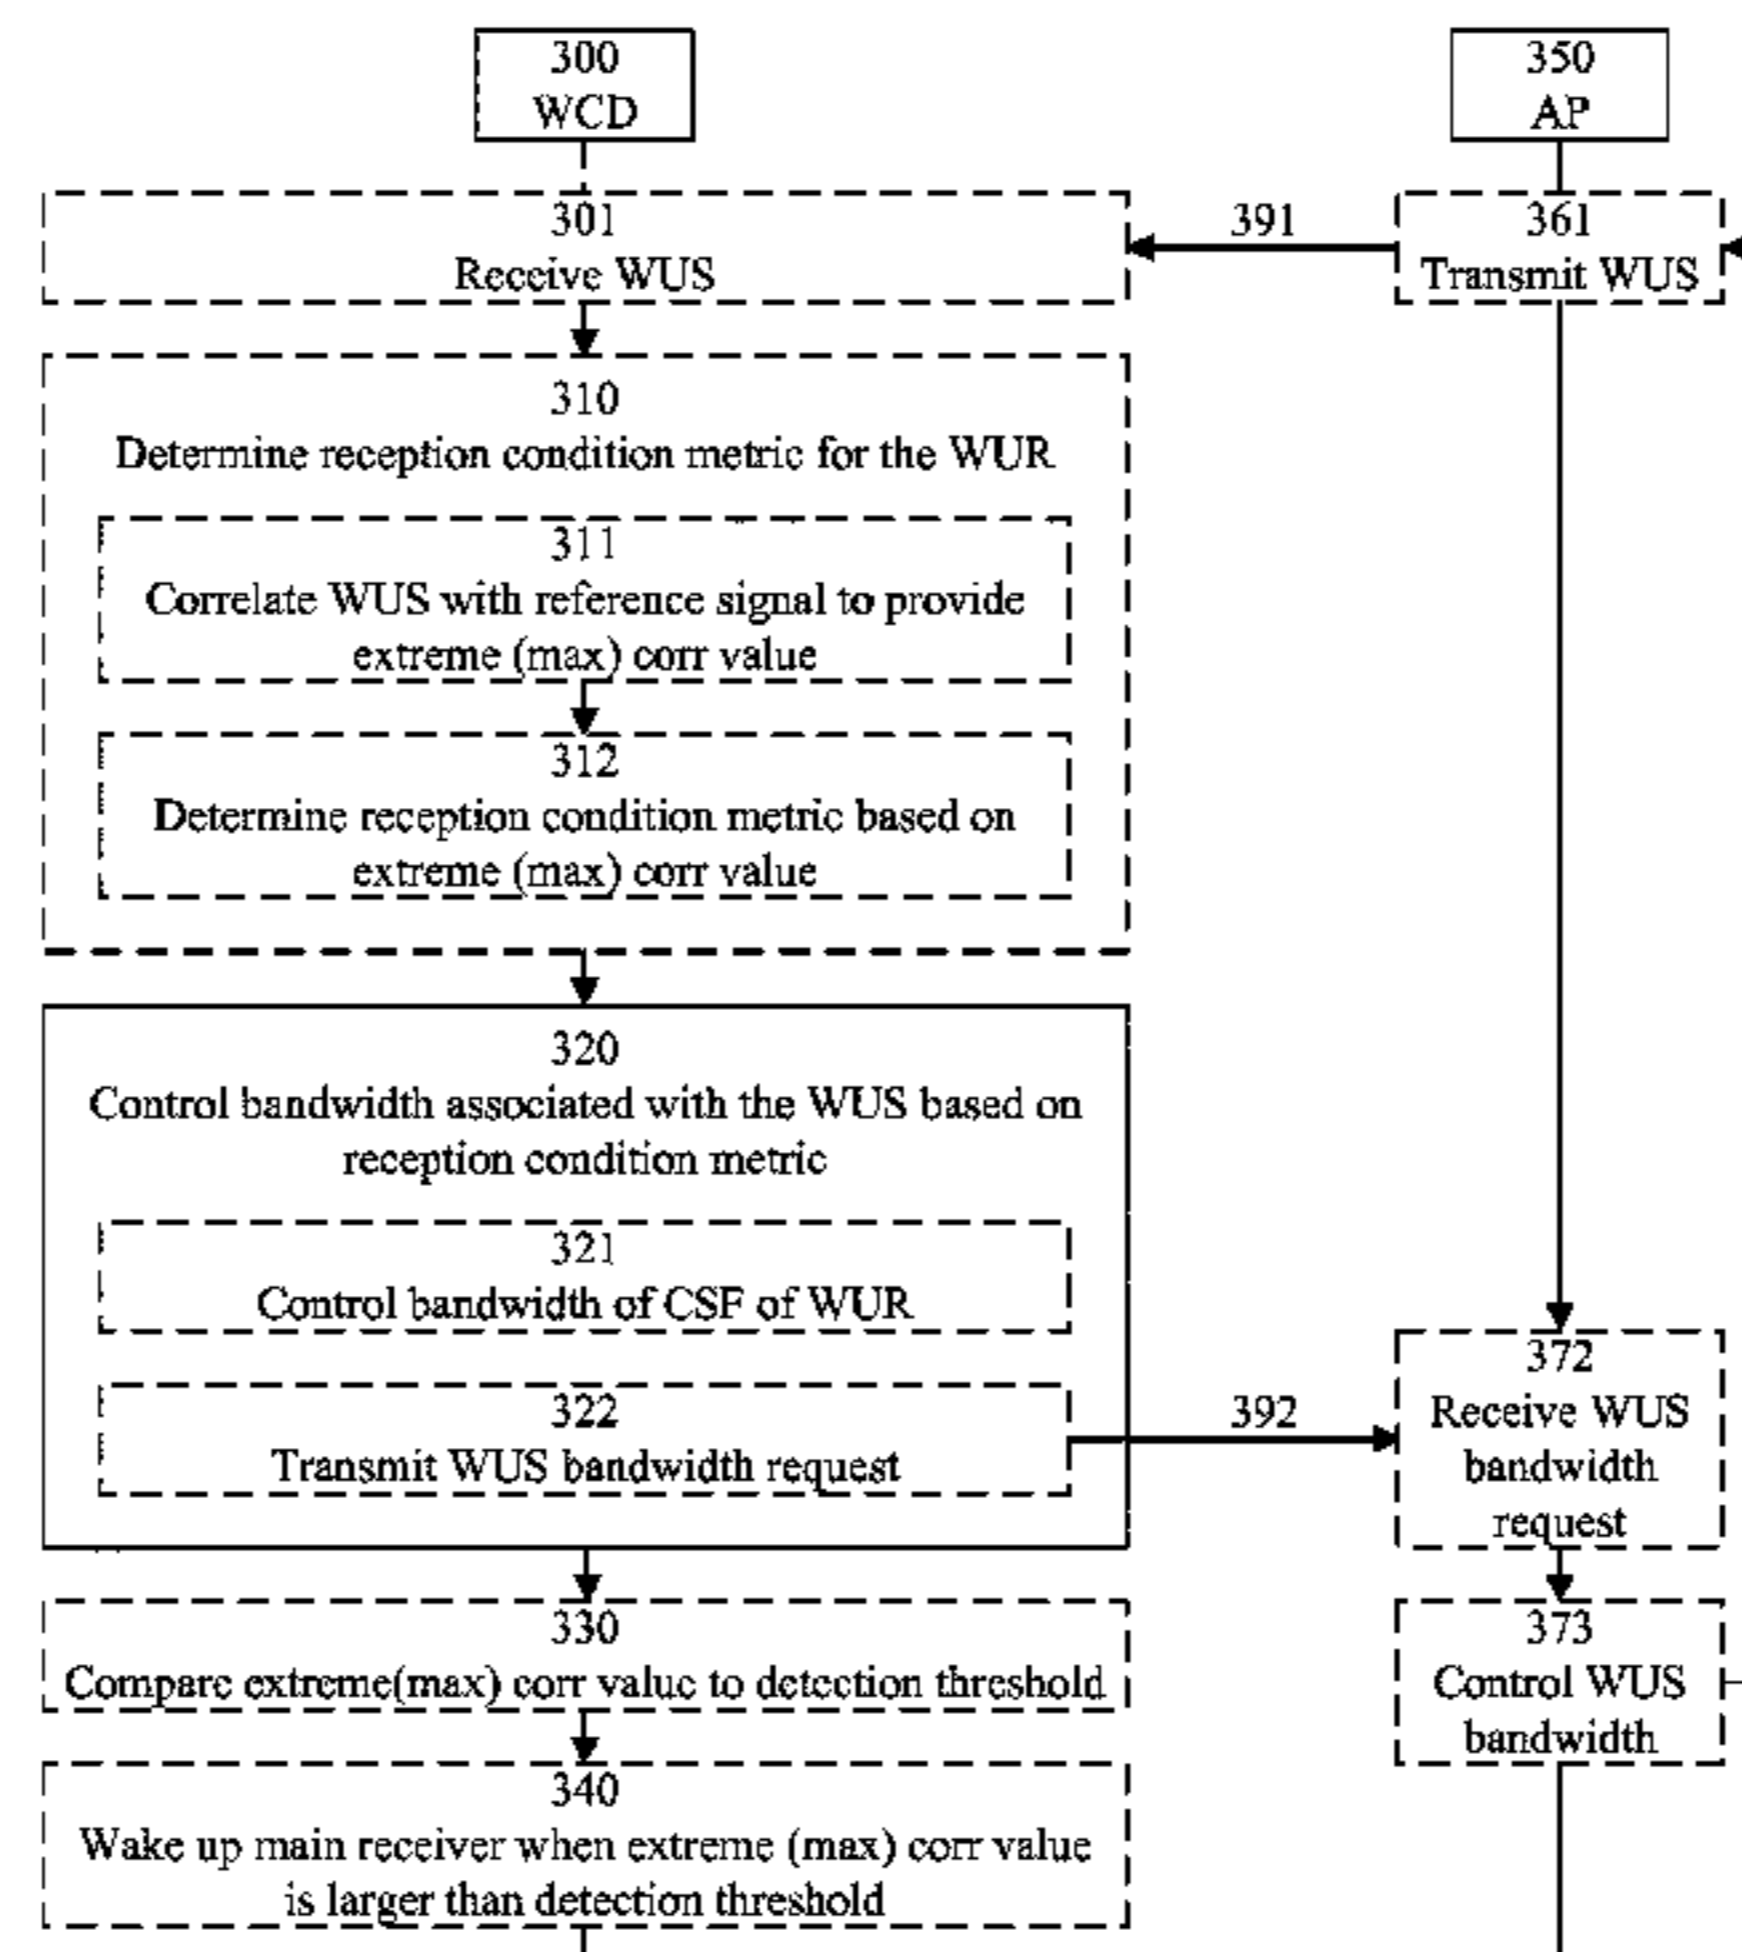 300
WCD
350
AP
301
Receive WUS
391
361
Transmit WUS
310
Determine reception condition metric for the WUR
311
Correlate WUS with reference signal to provide
extreme (max) corr value
312
Determine reception condition metric based on
extreme (max) corr value
320
Control bandwidth associated with the WUS based on
reception condition metric
321
Control bandwidth of CSF of WUR
322
Transmit WUS bandwidth request
392
372
Receive WUS
bandwidth
request
330
Compare extreme(max) corr value to detection threshold
373
Control WUS
bandwidth
340
Wake up main receiver when extreme (max) corr value
is larger than detection threshold